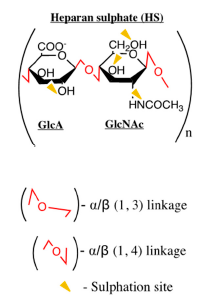 Heparan sulphate (HS)
COO-
O
OH
OH
O
CH2OH
O
OH
O
HNCOCH3
n
GlcA
GlcNAc
O - α/β (1, 3) linkage
O - α/β (1, 4) linkage
- Sulphation site